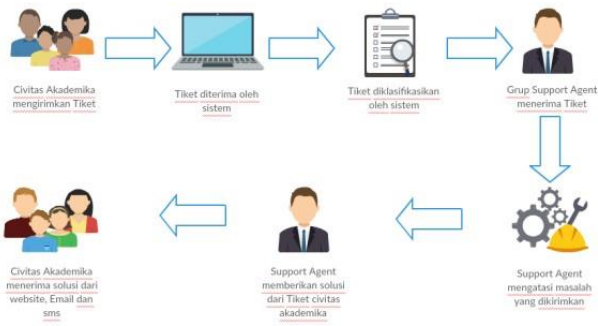 Civitas Akademika
mengirimkan Tiket
Tiket diterima oleh
sistem
Tiket diklasifikasikan
oleh sistem
Grup Support Agent
menerima Tiket
Support Agent
mengatasi masalah
yang dikirimkan
Support Agent
memberikan solusi
dari Tiket civitas
akademika
Civitas Akademika
menerima solusi dari
website, Email dan
sms